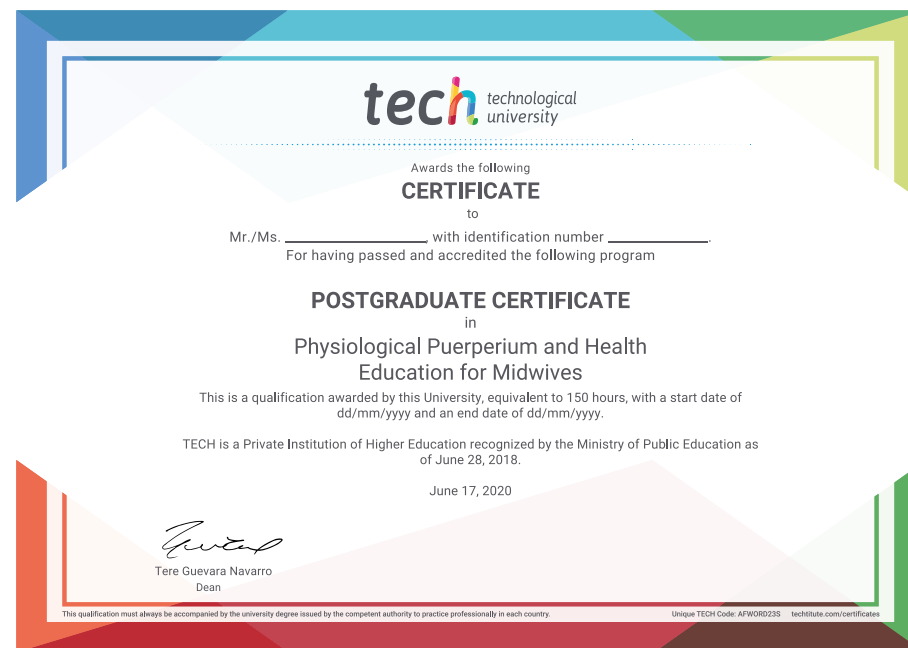 tech technological
university
Awards the following
CERTIFICATE
to
Mr./Ms. ____________, with identification number ____________.
For having passed and accredited the following program
POSTGRADUATE CERTIFICATE
in
Physiological Puerperium and Health
Education for Midwives
This is a qualification awarded by this University, equivalent to 150 hours, with a start date of
dd/mm/yyyy and an end date of dd/mm/yyyy.
TECH is a Private Institution of Higher Education recognized by the Ministry of Public Education as
of June 28, 2018.
June 17, 2020
Tere Guevara Navarro
Dean
This qualification must always be accompanied by the university degree issued by the competent authority to practice professionally in each country. Unique TECH Code: AFWORD23S techtitute.com/certificates